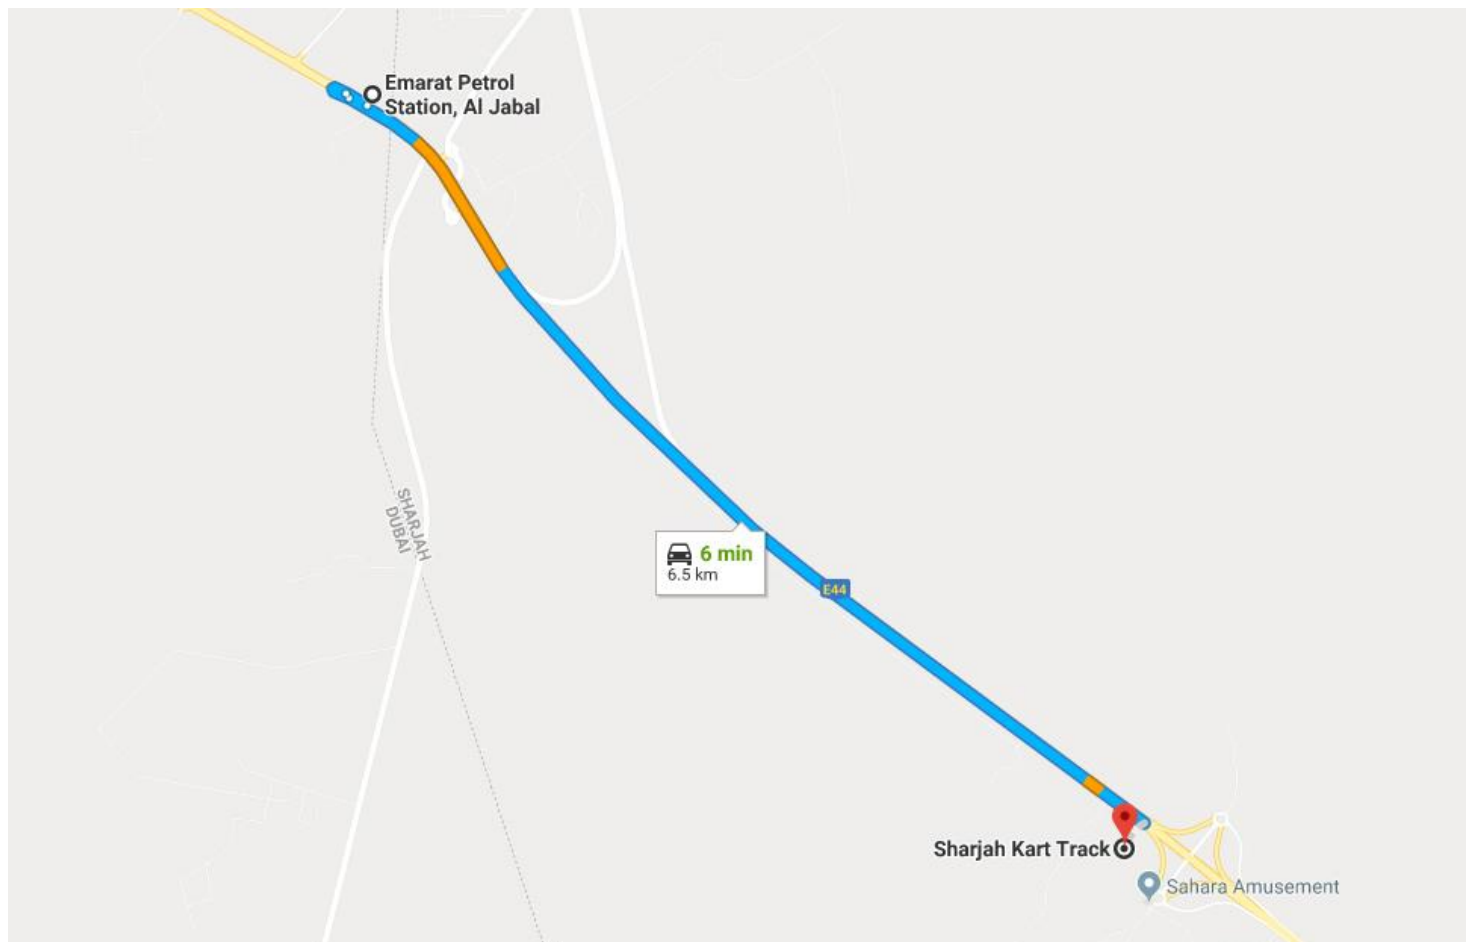 Emarat Petrol
Station, Al Jabal
SHARJAH
DUBAI
6 min
6.5 km
E44
Sharjah Kart Track
Sahara Amusement